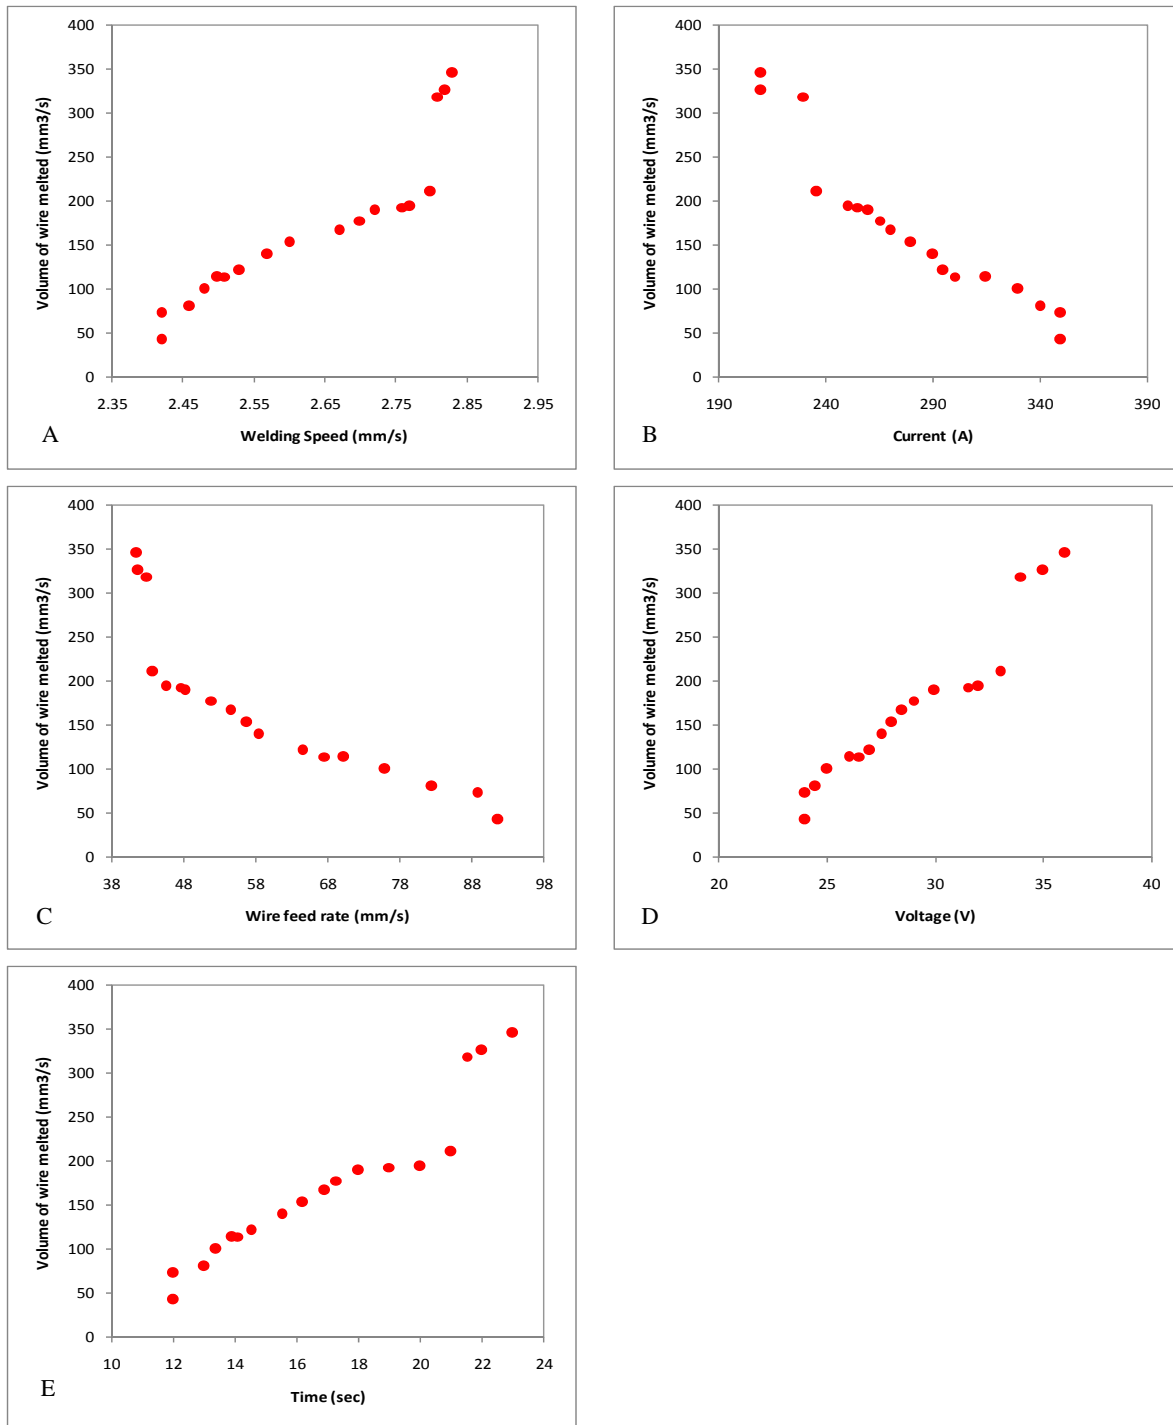 400
350
300
250
200
150
100
50
0
Volume of wire melted (mm3/s)
2.35 2.45 2.55 2.65 2.75 2.85 2.95
Welding Speed (mm/s)
A
400
350
300
250
200
150
100
50
0
Volume of wire melted (mm3/s)
190 240 290 340 390
Current (A)
B
400
350
300
250
200
150
100
50
0
Volume of wire melted (mm3/s)
38 48 58 68 78 88 98
Wire feed rate (mm/s)
C
400
350
300
250
200
150
100
50
0
Volume of wire melted (mm3/s)
20 25 30 35 40
Voltage (V)
D
400
350
300
250
200
150
100
50
0
Volume of wire melted (mm3/s)
10 12 14 16 18 20 22 24
Time (sec)
E